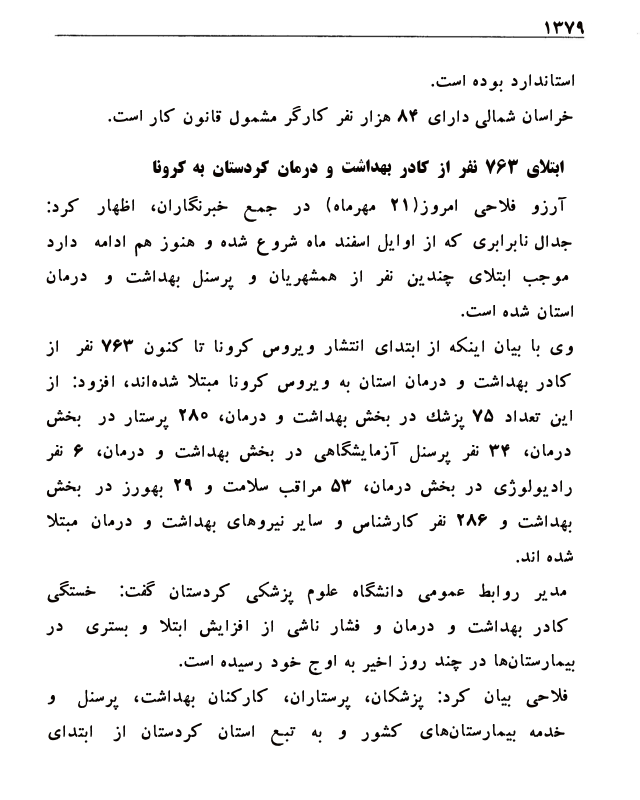 ۱۳۷۹
استاندارد بوده است.
خراسان شمالی دارای ۸۴ هزار نفر کارگر مشمول قانون کار است.
ابتلای ۷۶۳ نفر از کادر بهداشت و درمان کردستان به کرونا
آرزو فلاحی امروز(۲۱ مهرماه) در جمع خبرنگاران، اظهار کرد:
جدال نابرابری که از اوایل اسفند ماه شروع شده و هنوز هم ادامه دارد
موجب ابتلای چندین نفر از همشهریان و پرسنل بهداشت و درمان
استان شده است.
وی با بیان اینکه از ابتدای انتشار ویروس کرونا تا کنون ۷۶۳ نفر از
کادر بهداشت و درمان استان به ویروس کرونا مبتلا شده‌اند، افزود: از
این تعداد ۷۵ پزشك در بخش بهداشت و درمان، ۲۸۰ پرستار در بخش
درمان، ۳۴ نفر پرسنل آزمایشگاهی در بخش بهداشت و درمان، ۶ نفر
رادیولوژی در بخش درمان، ۵۳ مراقب سلامت و ۲۹ بهورز در بخش
بهداشت و ۲۸۶ نفر کارشناس و سایر نیروهای بهداشت و درمان مبتلا
شده اند.
مدیر روابط عمومی دانشگاه علوم پزشکی کردستان گفت: خستگی
کادر بهداشت و درمان و فشار ناشی از افزایش ابتلا و بستری در
بیمارستان‌ها در چند روز اخیر به اوج خود رسیده است.
فلاحی بیان کرد: پزشکان، پرستاران، کارکنان بهداشت، پرسنل و
خدمه بیمارستان‌های کشور و به تبع استان کردستان از ابتدای